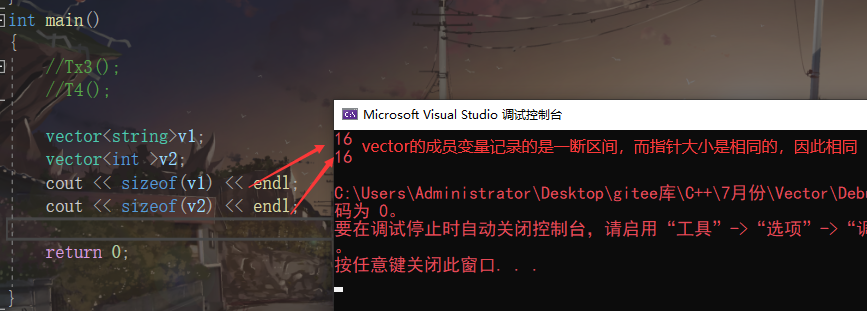 int main()
{
//Tx3();
//T4();
vector<string>v1;
vector<int >v2;
cout << sizeof(v1) << endl;
cout << sizeof(v2) << endl;
return 0;
}
Microsoft Visual Studio 调试控制台
16
16 vector的成员变量记录的是一断区间，而指针大小是相同的，因此相同
C:\Users\Administrator\Desktop\gitee库\C++\7月份\Vector\Deb
码为 0。
要在调试停止时自动关闭控制台，请启用“工具”->“选项”->“调
。
按任意键关闭此窗口. . .